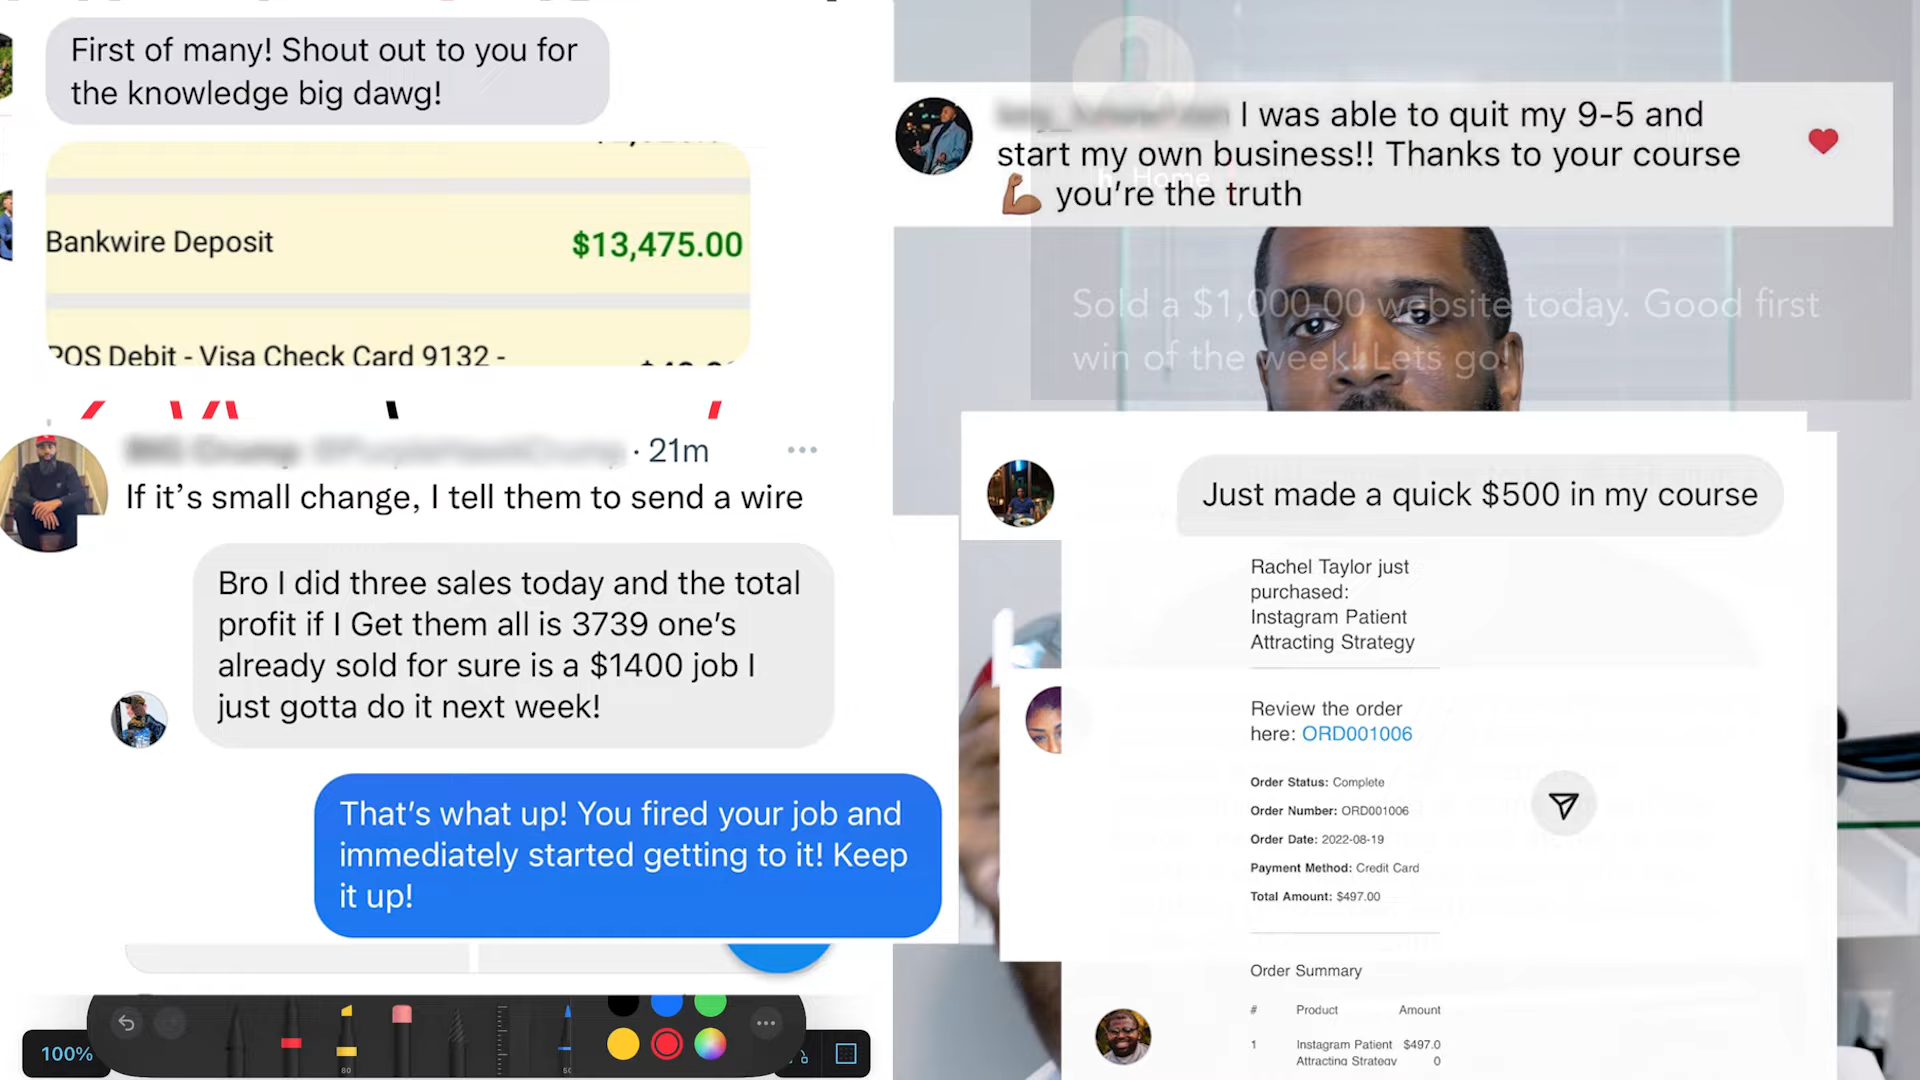 First of many! Shout out to you for
the knowledge big dawg!
Bankwire Deposit
$13,475.00
POS Debit - Visa Check Card 9132 -
· 21m
If it's small change, I tell them to send a wire
Bro I did three sales today and the total
profit if I Get them all is 3739 one's
already sold for sure is a $1400 job I
just gotta do it next week!
That's what up! You fired your job and
immediately started getting to it! Keep
it up!
100%
80
50
I was able to quit my 9-5 and
start my own business!! Thanks to your course
💪🏾 you're the truth
Home
Sold a $1,000.00 website today. Good first
win of the week! Lets go!
Just made a quick $500 in my course
Rachel Taylor just
purchased:
Instagram Patient
Attracting Strategy
Review the order
here: ORD001006
Order Status: Complete
Order Number: ORD001006
Order Date: 2022-08-19
Payment Method: Credit Card
Total Amount: $497.00
Order Summary
# Product Amount
1 Instagram Patient $497.0
Attracting Strategy 0